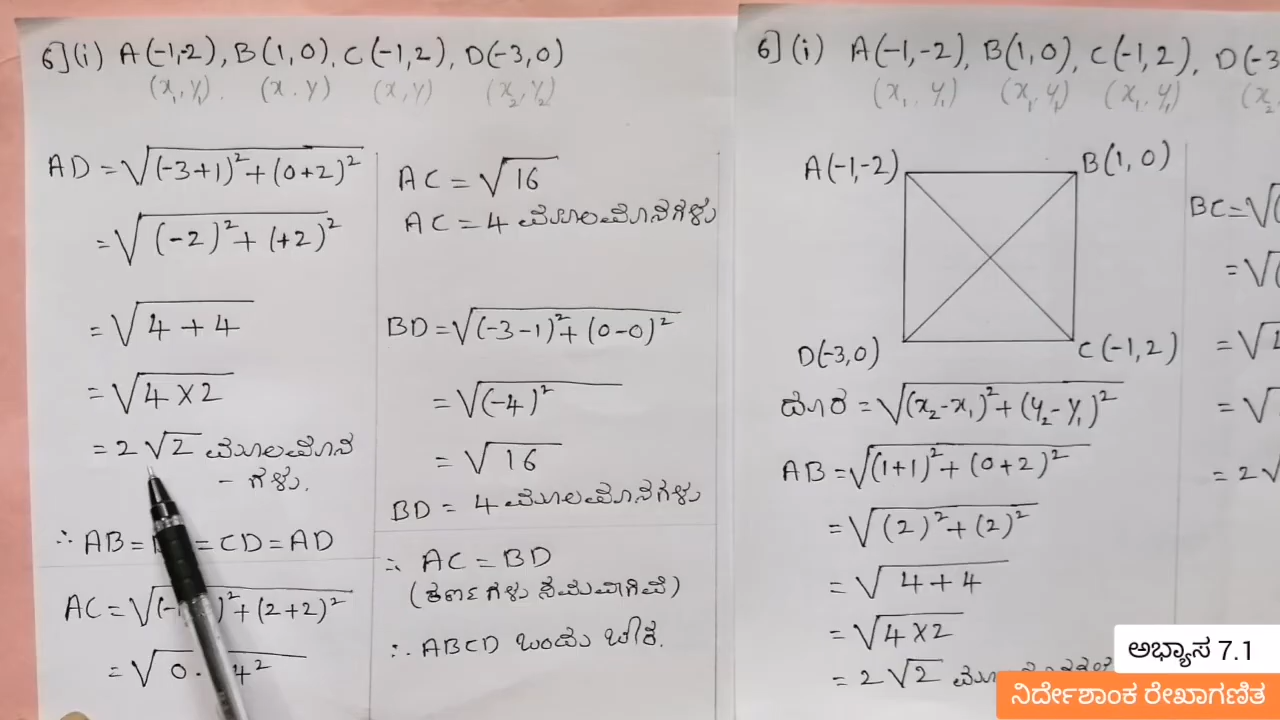 6](i) A(-1,-2), B(1,0), C(-1,2), D(-3,0)
(x₁,y₁). (x.y) (x,y) (x₂,y₂)
AD = √(-3+1)²+(0+2)²
= √(-2)²+(+2)²
= √4+4
= √4×2
= 2√2 ಮೂಲಮಾನ
- ಗಳು.
∴ AB = = CD = AD
AC = √(- )²+(2+2)²
= √0 4²
AC = √16
AC = 4 ಮೂಲಮಾನಗಳು
BD = √(-3-1)²+(0-0)²
= √(-4)²
= √16
BD = 4 ಮೂಲಮಾನಗಳು
∴ AC = BD
(ಕರ್ಣಗಳು ಸಮವಾಗಿವೆ)
∴ ABCD ಒಂದು ಚೌಕ.
6](i) A(-1,-2), B(1,0), C(-1,2), D(-3
(x₁,y₁) (x₁,y₁) (x₁,y₁) (x₂
A(-1,-2) B(1,0)
D(-3,0) C(-1,2)
ದೂರ = √(x₂-x₁)²+(y₂-y₁)²
AB = √(1+1)²+(0+2)²
= √(2)²+(2)²
= √4+4
= √4×2
= 2√2
BC = √(
= √(
= √
= √
= 2√
ಅಭ್ಯಾಸ 7.1
ನಿರ್ದೇಶಾಂಕ ರೇಖಾಗಣಿತ